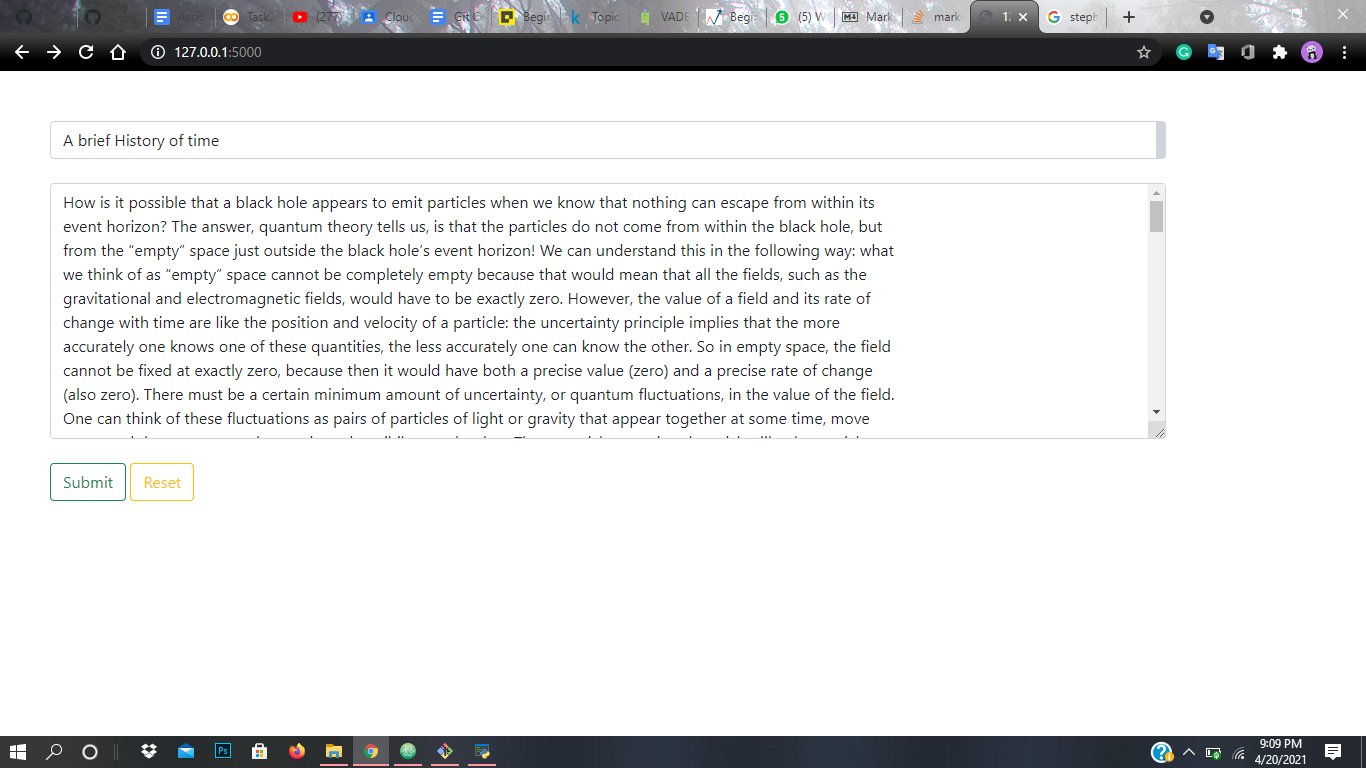 Assig
Task
(277)
Clouc
Git C
Begin
Topic
VADE
Begin
(5) W
Mark
mark
12
steph
127.0.0.1:5000
A brief History of time
How is it possible that a black hole appears to emit particles when we know that nothing can escape from within its
event horizon? The answer, quantum theory tells us, is that the particles do not come from within the black hole, but
from the “empty” space just outside the black hole’s event horizon! We can understand this in the following way: what
we think of as “empty” space cannot be completely empty because that would mean that all the fields, such as the
gravitational and electromagnetic fields, would have to be exactly zero. However, the value of a field and its rate of
change with time are like the position and velocity of a particle: the uncertainty principle implies that the more
accurately one knows one of these quantities, the less accurately one can know the other. So in empty space, the field
cannot be fixed at exactly zero, because then it would have both a precise value (zero) and a precise rate of change
(also zero). There must be a certain minimum amount of uncertainty, or quantum fluctuations, in the value of the field.
One can think of these fluctuations as pairs of particles of light or gravity that appear together at some time, move
Submit Reset
9:09 PM
4/20/2021